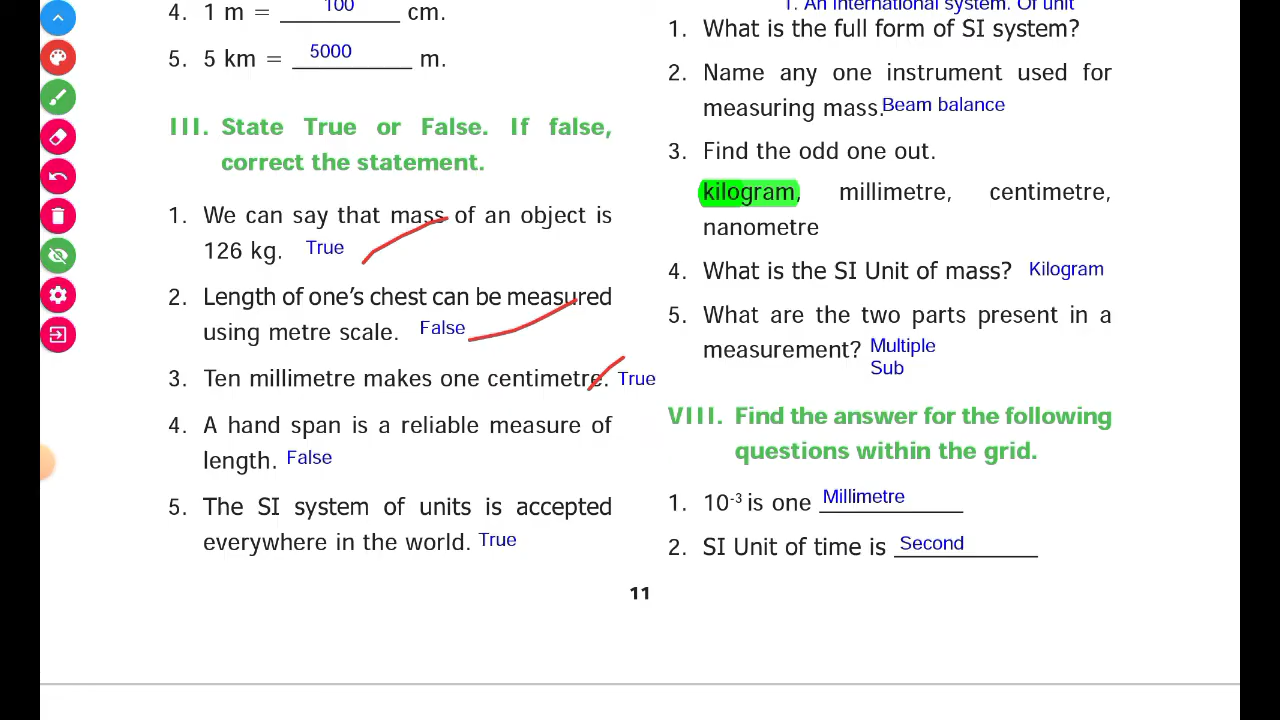 4. 1 m = 100 cm.
5. 5 km = 5000 m.
III. State True or False. If false,
correct the statement.
1. We can say that mass of an object is
126 kg. True
2. Length of one's chest can be measured
using metre scale. False
3. Ten millimetre makes one centimetre. True
4. A hand span is a reliable measure of
length. False
5. The SI system of units is accepted
everywhere in the world. True
1. An international system. Of unit
1. What is the full form of SI system?
2. Name any one instrument used for
measuring mass. Beam balance
3. Find the odd one out.
kilogram, millimetre, centimetre,
nanometre
4. What is the SI Unit of mass? Kilogram
5. What are the two parts present in a
measurement? Multiple
Sub
VIII. Find the answer for the following
questions within the grid.
1. 10⁻³ is one Millimetre
2. SI Unit of time is Second
11